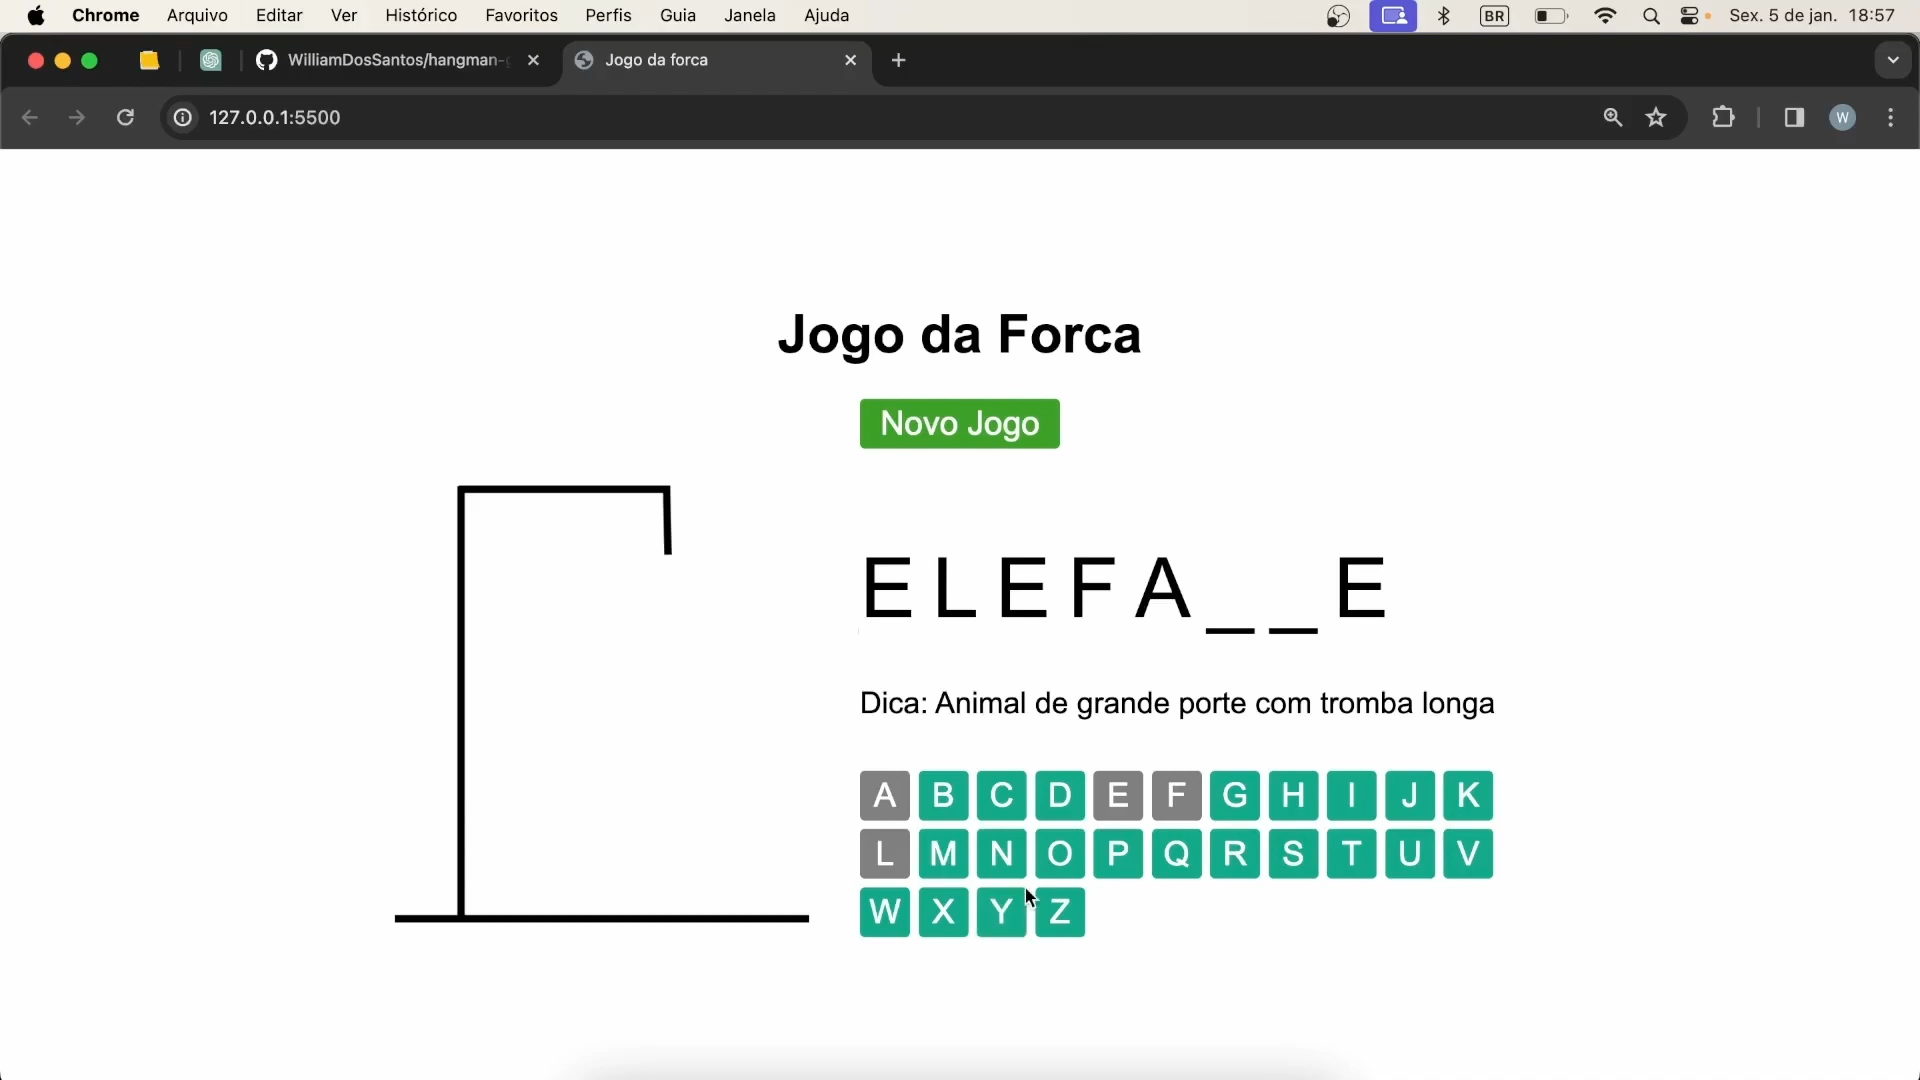 Chrome Arquivo Editar Ver Histórico Favoritos Perfis Guia Janela Ajuda BR Sex. 5 de jan. 18:57
WilliamDosSantos/hangman- Jogo da forca
127.0.0.1:5500 W
Jogo da Forca
Novo Jogo
E L E F A _ _ E
Dica: Animal de grande porte com tromba longa
A B C D E F G H I J K
L M N O P Q R S T U V
W X Y Z